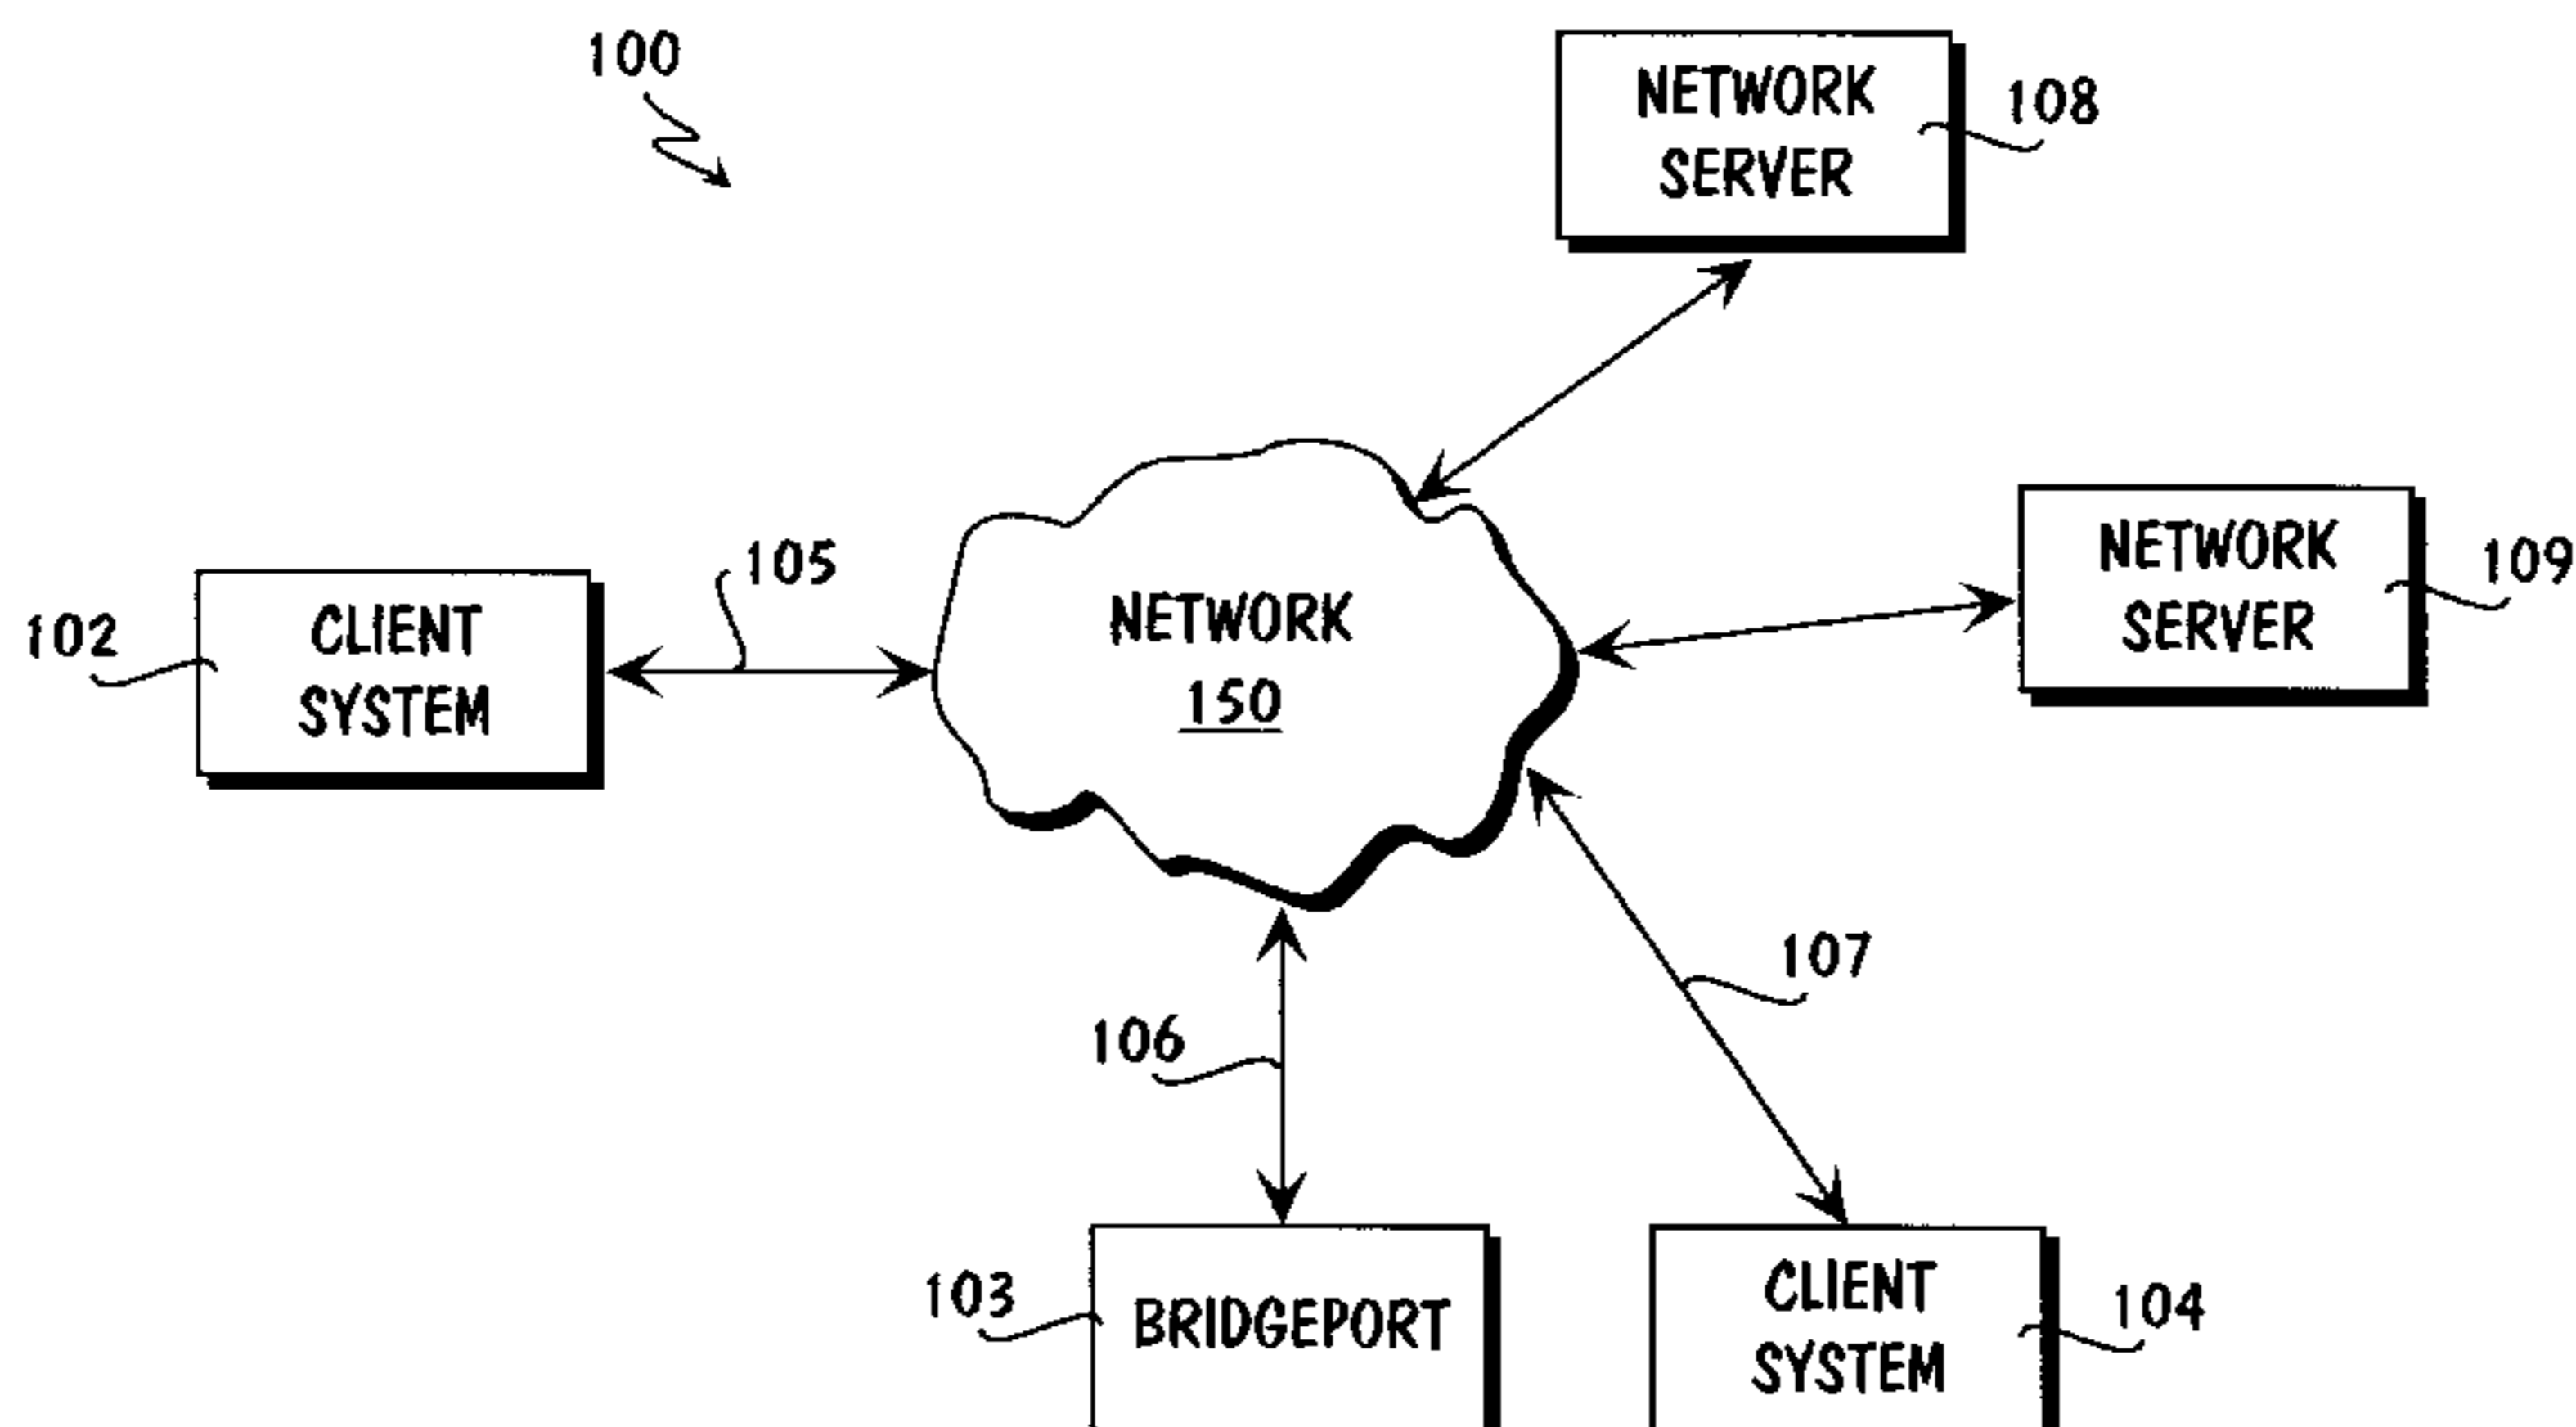 100
NETWORK
SERVER
108
NETWORK
SERVER
109
105
102
CLIENT
SYSTEM
NETWORK
150
107
106
103
BRIDGEPORT
CLIENT
SYSTEM
104